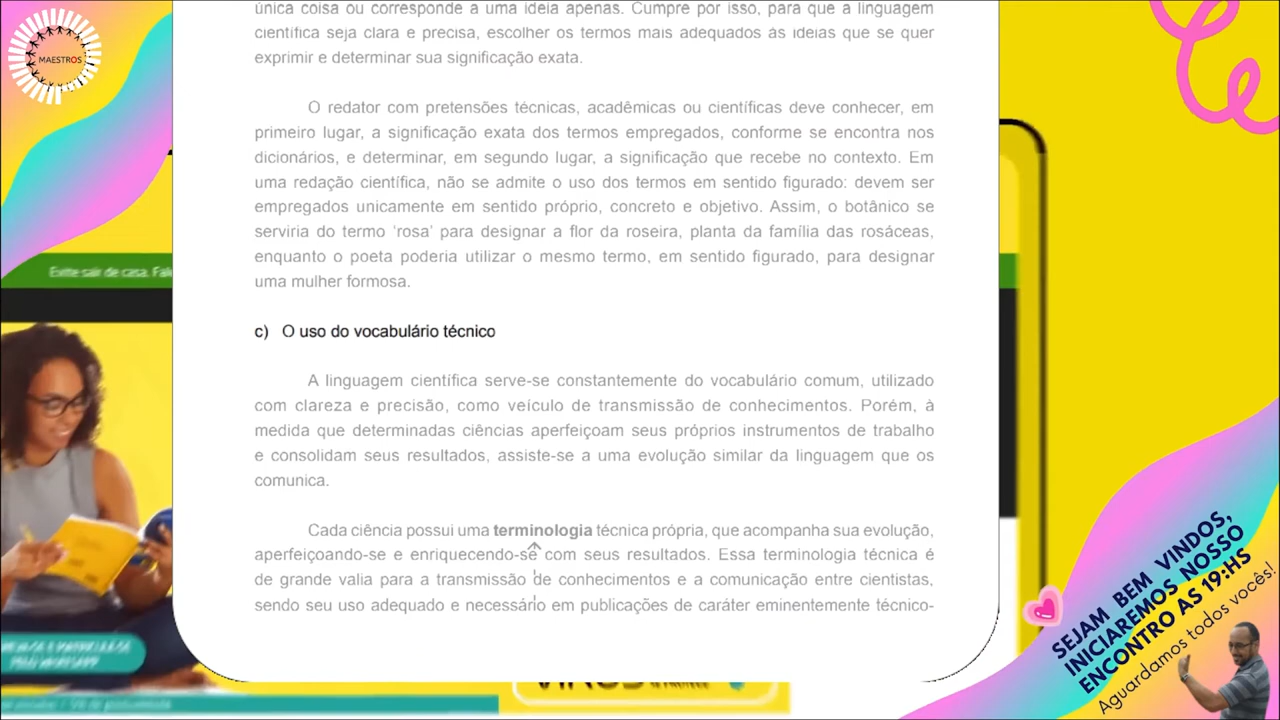 MAESTROS
única coisa ou corresponde a uma ideia apenas. Cumpre por isso, para que a linguagem
científica seja clara e precisa, escolher os termos mais adequados às ideias que se quer
exprimir e determinar sua significação exata.
O redator com pretensões técnicas, acadêmicas ou científicas deve conhecer, em
primeiro lugar, a significação exata dos termos empregados, conforme se encontra nos
dicionários, e determinar, em segundo lugar, a significação que recebe no contexto. Em
uma redação científica, não se admite o uso dos termos em sentido figurado: devem ser
empregados unicamente em sentido próprio, concreto e objetivo. Assim, o botânico se
serviria do termo ‘rosa’ para designar a flor da roseira, planta da família das rosáceas,
enquanto o poeta poderia utilizar o mesmo termo, em sentido figurado, para designar
uma mulher formosa.
Evite sair de casa.
c) O uso do vocabulário técnico
A linguagem científica serve-se constantemente do vocabulário comum, utilizado
com clareza e precisão, como veículo de transmissão de conhecimentos. Porém, à
medida que determinadas ciências aperfeiçoam seus próprios instrumentos de trabalho
e consolidam seus resultados, assiste-se a uma evolução similar da linguagem que os
comunica.
Cada ciência possui uma terminologia técnica própria, que acompanha sua evolução,
aperfeiçoando-se e enriquecendo-se com seus resultados. Essa terminologia técnica é
de grande valia para a transmissão de conhecimentos e a comunicação entre cientistas,
sendo seu uso adequado e necessário em publicações de caráter eminentemente técnico-
SEJAM BEM VINDOS,
INICIAREMOS NOSSO
ENCONTRO AS 19:HS
Aguardamos todos vocês!